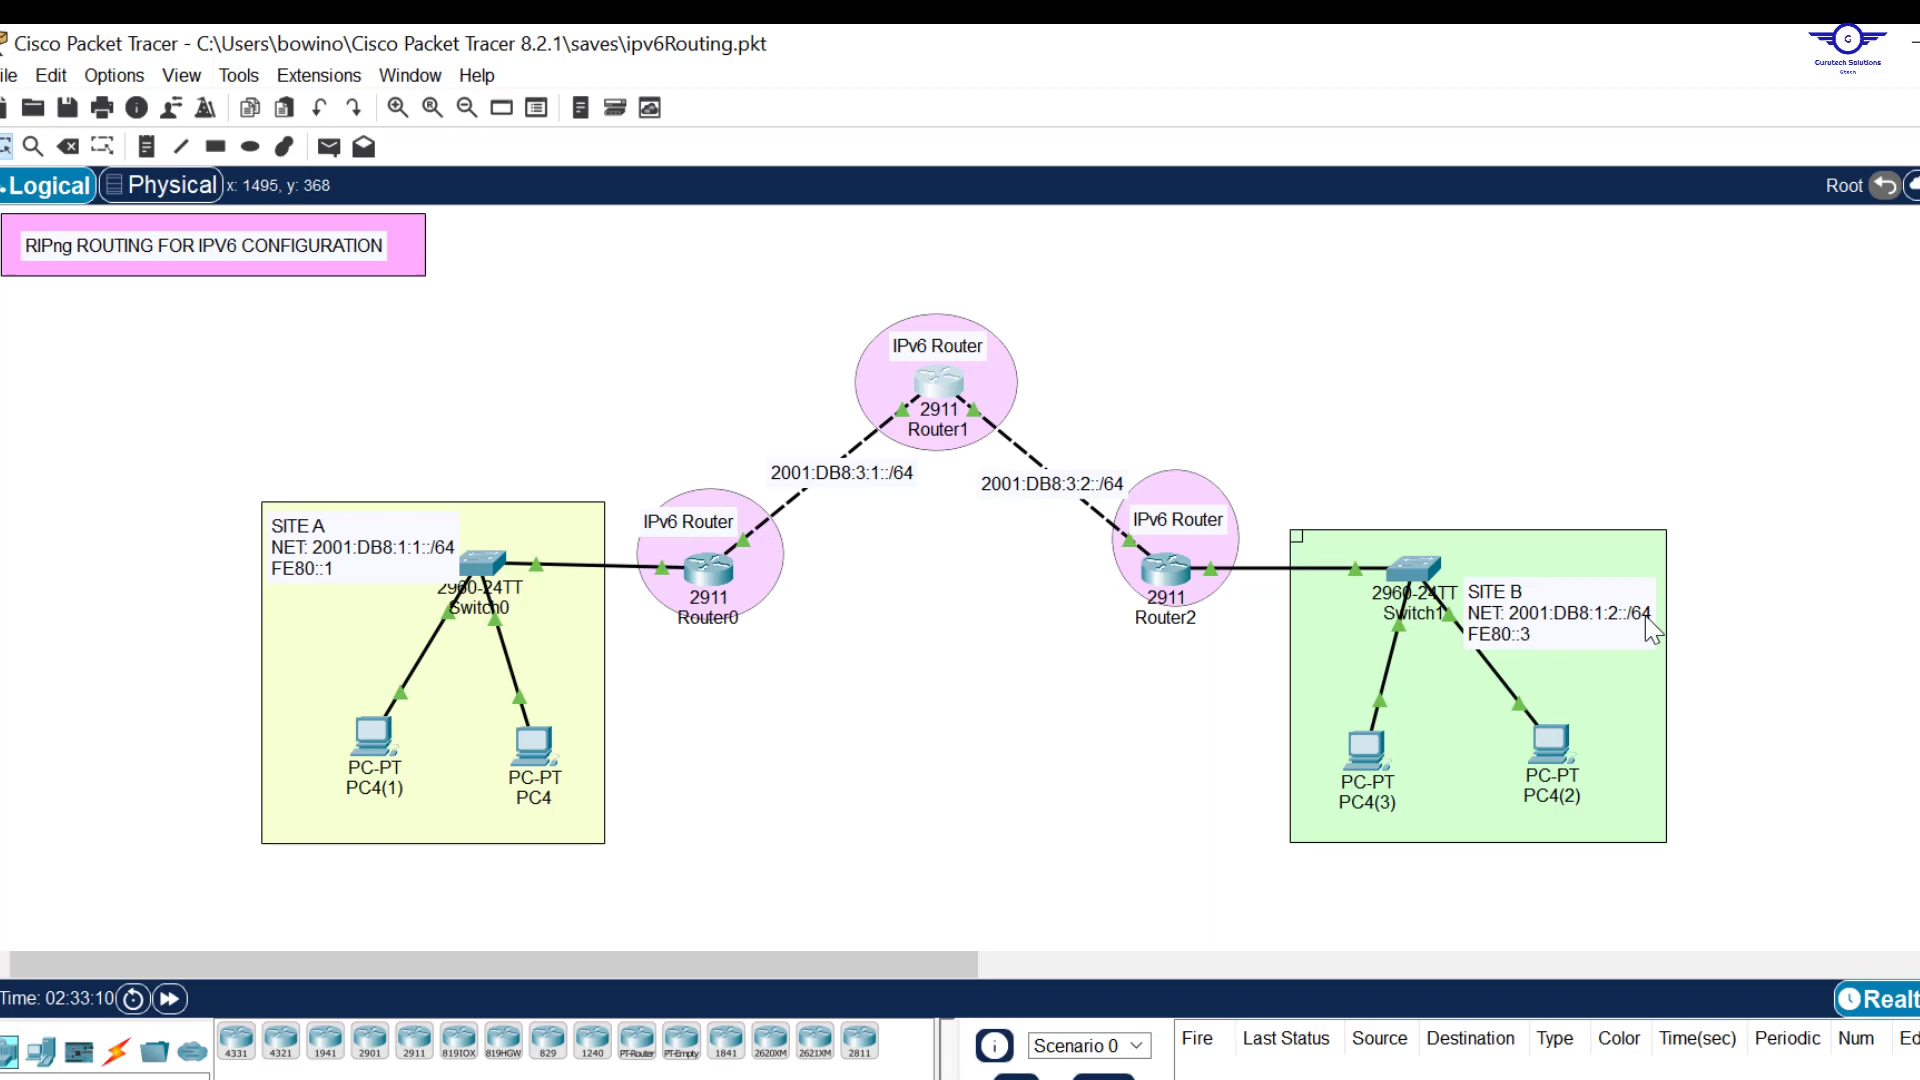 Cisco Packet Tracer - C:\Users\bowino\Cisco Packet Tracer 8.2.1\saves\ipv6Routing.pkt
G
Gurutech Solutions
Gtech
ile Edit Options View Tools Extensions Window Help
Logical Physical x: 1495, y: 368 Root
RIPng ROUTING FOR IPV6 CONFIGURATION
IPv6 Router
2911
Router1
2001:DB8:3:1::/64
2001:DB8:3:2::/64
IPv6 Router
2911
Router0
IPv6 Router
2911
Router2
SITE A
NET: 2001:DB8:1:1::/64
FE80::1
2960-24TT
Switch0
2960-24TT
Switch1
SITE B
NET: 2001:DB8:1:2::/64
FE80::3
PC-PT
PC4(1)
PC-PT
PC4
PC-PT
PC4(3)
PC-PT
PC4(2)
Time: 02:33:10
Realt
4331 4321 1941 2901 2911 819IOX 819HGW 829 1240 PT-Router PT-Empty 1841 2620XM 2621XM 2811
Scenario 0
Fire Last Status Source Destination Type Color Time(sec) Periodic Num Ed